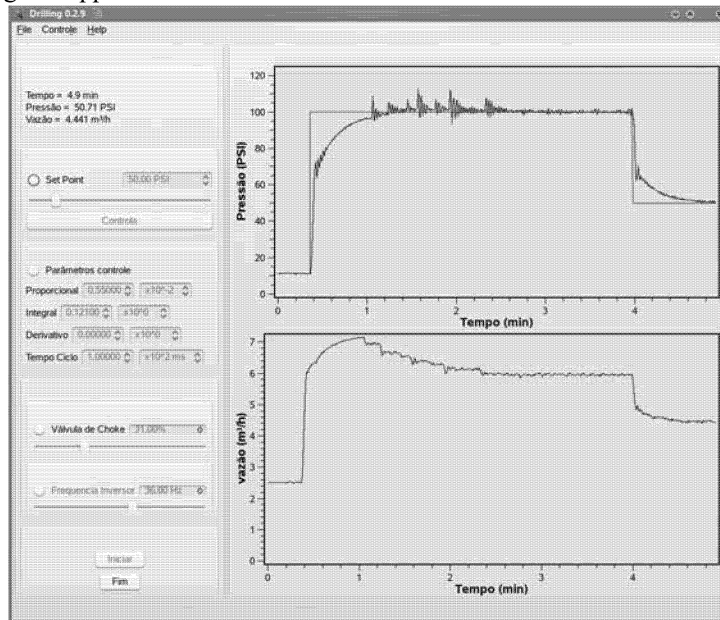 Drilling 0.2.9
File Controle Help
Tempo = 4.9 min
Pressão = 50.71 PSI
Vazão = 4.441 m³/h
Set Point 50.00 PSI
Controla
Parâmetros controle
Proporcional 0.55000 x10^-2
Integral 0.12100 x10^0
Derivativo 0.00000 x10^0
Tempo Ciclo 1.00000 x10^2 ms
Válvula de Choke 31.00%
Frequencia Inversor 36.00 Hz
Iniciar
Fim
Pressão (PSI)
120
100
80
60
40
20
0
0 1 2 3 4
Tempo (min)
vazão (m³/h)
7
6
5
4
3
2
1
0
0 1 2 3 4
Tempo (min)